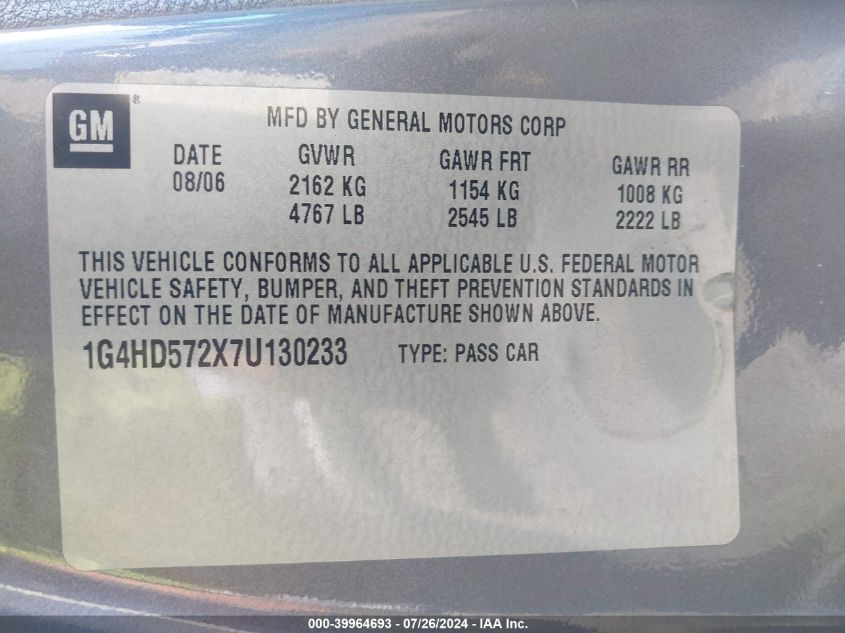 GM
MFD BY GENERAL MOTORS CORP
DATE GVWR GAWR FRT GAWR RR
08/06 2162 KG 1154 KG 1008 KG
4767 LB 2545 LB 2222 LB
THIS VEHICLE CONFORMS TO ALL APPLICABLE U.S. FEDERAL MOTOR
VEHICLE SAFETY, BUMPER, AND THEFT PREVENTION STANDARDS IN
EFFECT ON THE DATE OF MANUFACTURE SHOWN ABOVE.
1G4HD572X7U130233 TYPE: PASS CAR
000-39964693 - 07/26/2024 - IAA Inc.